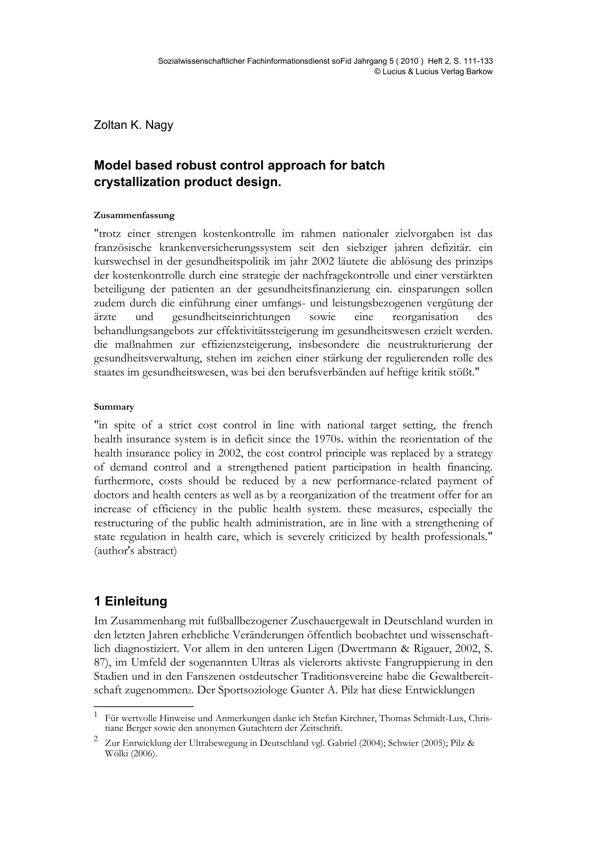 Sozialwissenschaftlicher Fachinformationsdienst soFid Jahrgang 5 ( 2010 ) Heft 2, S. 111-133
© Lucius & Lucius Verlag Barkow
Zoltan K. Nagy
Model based robust control approach for batch
crystallization product design.
Zusammenfassung
"trotz einer strengen kostenkontrolle im rahmen nationaler zielvorgaben ist das
französische krankenversicherungssystem seit den siebziger jahren defizitär. ein
kurswechsel in der gesundheitspolitik im jahr 2002 läutete die ablösung des prinzips
der kostenkontrolle durch eine strategie der nachfragekontrolle und einer verstärkten
beteiligung der patienten an der gesundheitsfinanzierung ein. einsparungen sollen
zudem durch die einführung einer umfangs- und leistungsbezogenen vergütung der
ärzte und gesundheitseinrichtungen sowie eine reorganisation des
behandlungsangebots zur effektivitätssteigerung im gesundheitswesen erzielt werden.
die maßnahmen zur effizienzsteigerung, insbesondere die neustrukturierung der
gesundheitsverwaltung, stehen im zeichen einer stärkung der regulierenden rolle des
staates im gesundheitswesen, was bei den berufsverbänden auf heftige kritik stößt."
Summary
"in spite of a strict cost control in line with national target setting, the french
health insurance system is in deficit since the 1970s. within the reorientation of the
health insurance policy in 2002, the cost control principle was replaced by a strategy
of demand control and a strengthened patient participation in health financing.
furthermore, costs should be reduced by a new performance-related payment of
doctors and health centers as well as by a reorganization of the treatment offer for an
increase of efficiency in the public health system. these measures, especially the
restructuring of the public health administration, are in line with a strengthening of
state regulation in health care, which is severely criticized by health professionals."
(author's abstract)
1 Einleitung
Im Zusammenhang mit fußballbezogener Zuschauergewalt in Deutschland wurden in
den letzten Jahren erhebliche Veränderungen öffentlich beobachtet und wissenschaft-
lich diagnostiziert. Vor allem in den unteren Ligen (Dwertmann & Rigauer, 2002, S.
87), im Umfeld der sogenannten Ultras als vielerorts aktivste Fangruppierung in den
Stadien und in den Fanszenen ostdeutscher Traditionsvereine habe die Gewaltbereit-
schaft zugenommen2. Der Sportsoziologe Gunter A. Pilz hat diese Entwicklungen
1 Für wertvolle Hinweise und Anmerkungen danke ich Stefan Kirchner, Thomas Schmidt-Lux, Chris-
tiane Berger sowie den anonymen Gutachtern der Zeitschrift.
2 Zur Entwicklung der Ultrabewegung in Deutschland vgl. Gabriel (2004); Schwier (2005); Pilz &
Wölki (2006).